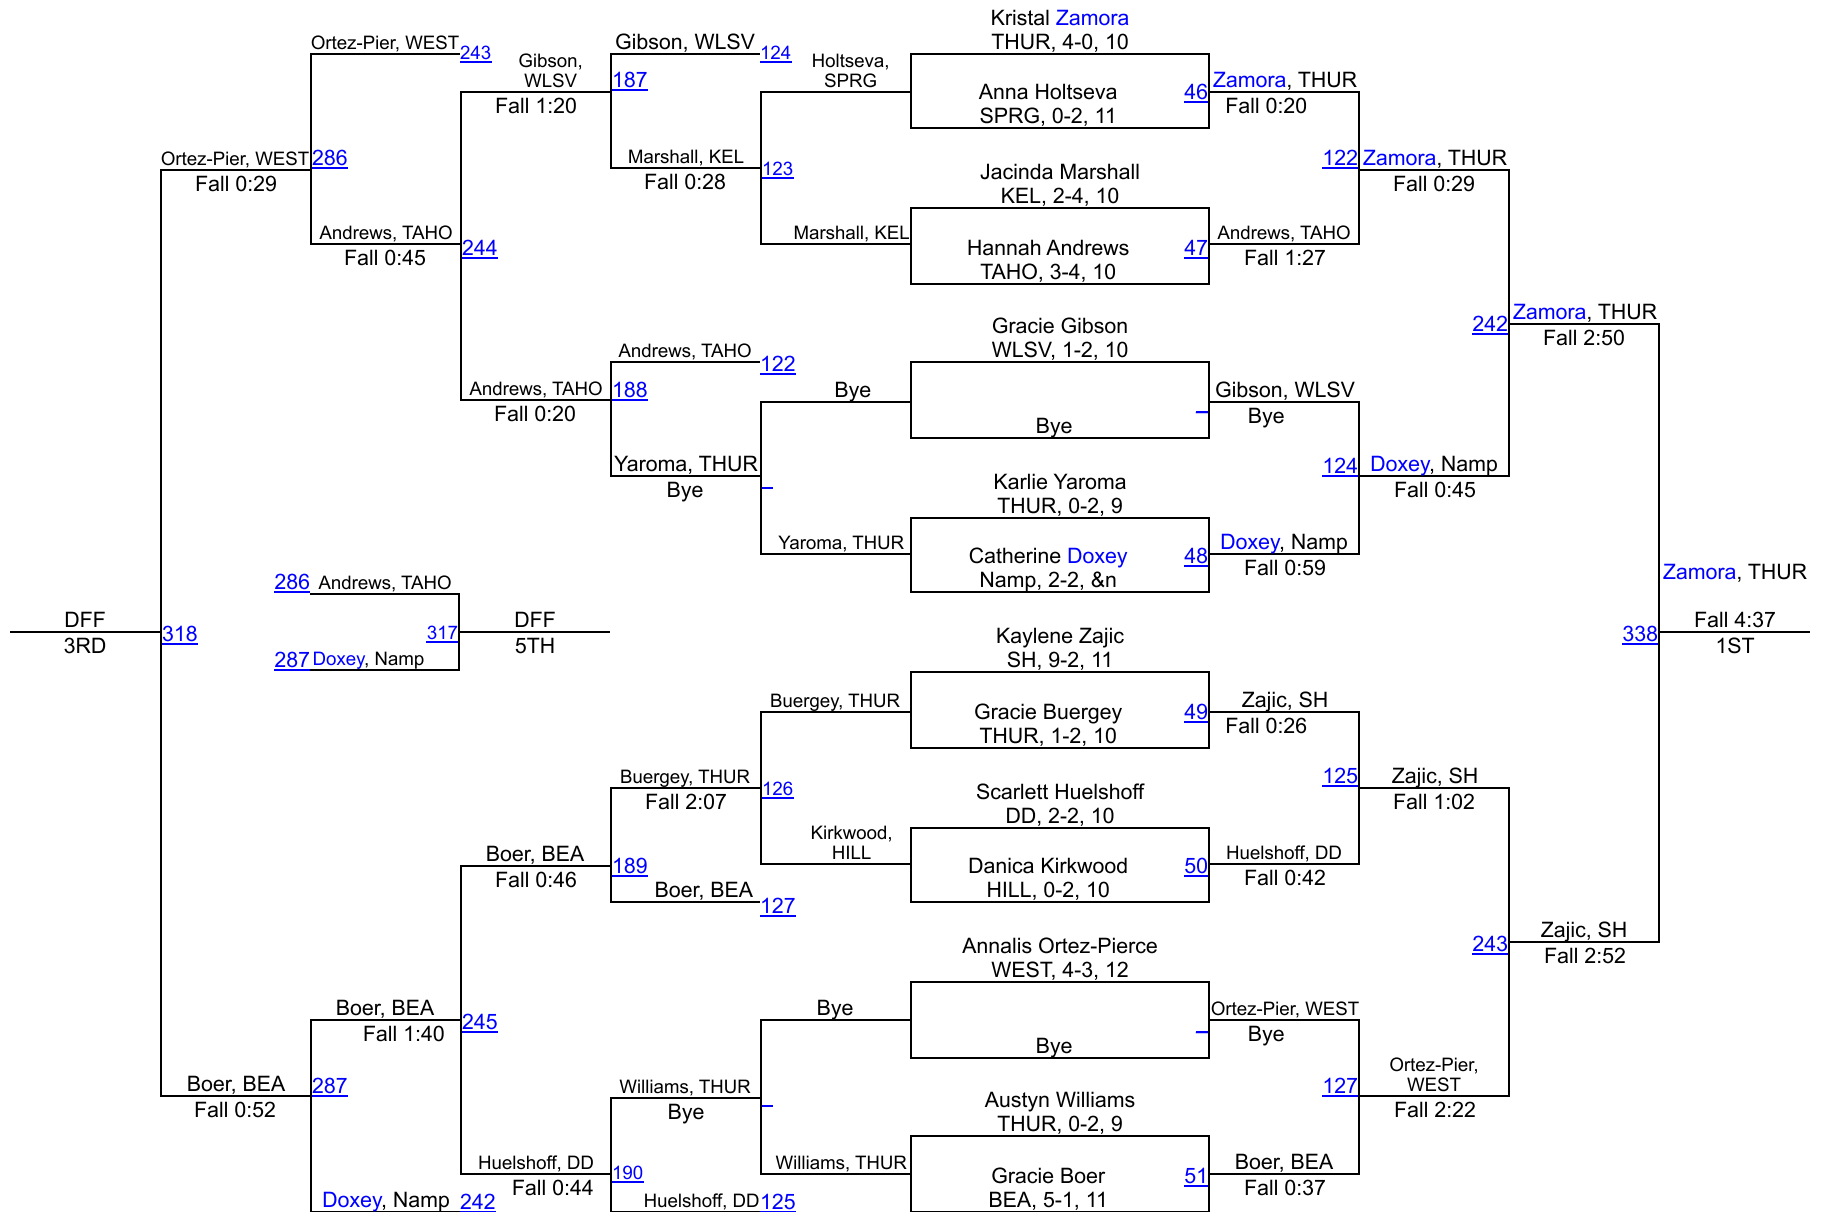 Kristal Zamora
THUR, 4-0, 10
Ortez-Pier, WEST
243
Gibson, WLSV
124
Gibson,
WLSV
Fall 1:20
187
Holtseva,
SPRG
Anna Holtseva
SPRG, 0-2, 11
46
Zamora, THUR
Fall 0:20
Ortez-Pier, WEST
Fall 0:29
286
Marshall, KEL
Fall 0:28
123
Jacinda Marshall
KEL, 2-4, 10
122
Zamora, THUR
Fall 0:29
Andrews, TAHO
Fall 0:45
244
Marshall, KEL
Hannah Andrews
TAHO, 3-4, 10
47
Andrews, TAHO
Fall 1:27
Gracie Gibson
WLSV, 1-2, 10
242
Zamora, THUR
Fall 2:50
Andrews, TAHO
122
Andrews, TAHO
Fall 0:20
188
Bye
Bye
Gibson, WLSV
Bye
Yaroma, THUR
Bye
Karlie Yaroma
THUR, 0-2, 9
124
Doxey, Namp
Fall 0:45
Yaroma, THUR
Catherine Doxey
Namp, 2-2, &n
48
Doxey, Namp
Fall 0:59
286
Andrews, TAHO
Zamora, THUR
DFF
3RD
318
317
DFF
5TH
338
Fall 4:37
1ST
287
Doxey, Namp
Kaylene Zajic
SH, 9-2, 11
Buergey, THUR
Gracie Buergey
THUR, 1-2, 10
49
Zajic, SH
Fall 0:26
Buergey, THUR
Fall 2:07
126
Scarlett Huelshoff
DD, 2-2, 10
125
Zajic, SH
Fall 1:02
Boer, BEA
Fall 0:46
189
Kirkwood,
HILL
Danica Kirkwood
HILL, 0-2, 10
50
Huelshoff, DD
Fall 0:42
Boer, BEA
127
Annalis Ortez-Pierce
WEST, 4-3, 12
243
Zajic, SH
Fall 2:52
Boer, BEA
Fall 1:40
245
Bye
Bye
Ortez-Pier, WEST
Bye
Boer, BEA
Fall 0:52
287
Williams, THUR
Bye
Austyn Williams
THUR, 0-2, 9
127
Ortez-Pier,
WEST
Fall 2:22
Huelshoff, DD
Fall 0:44
190
Williams, THUR
Gracie Boer
BEA, 5-1, 11
51
Boer, BEA
Fall 0:37
Doxey, Namp
242
Huelshoff, DD
125